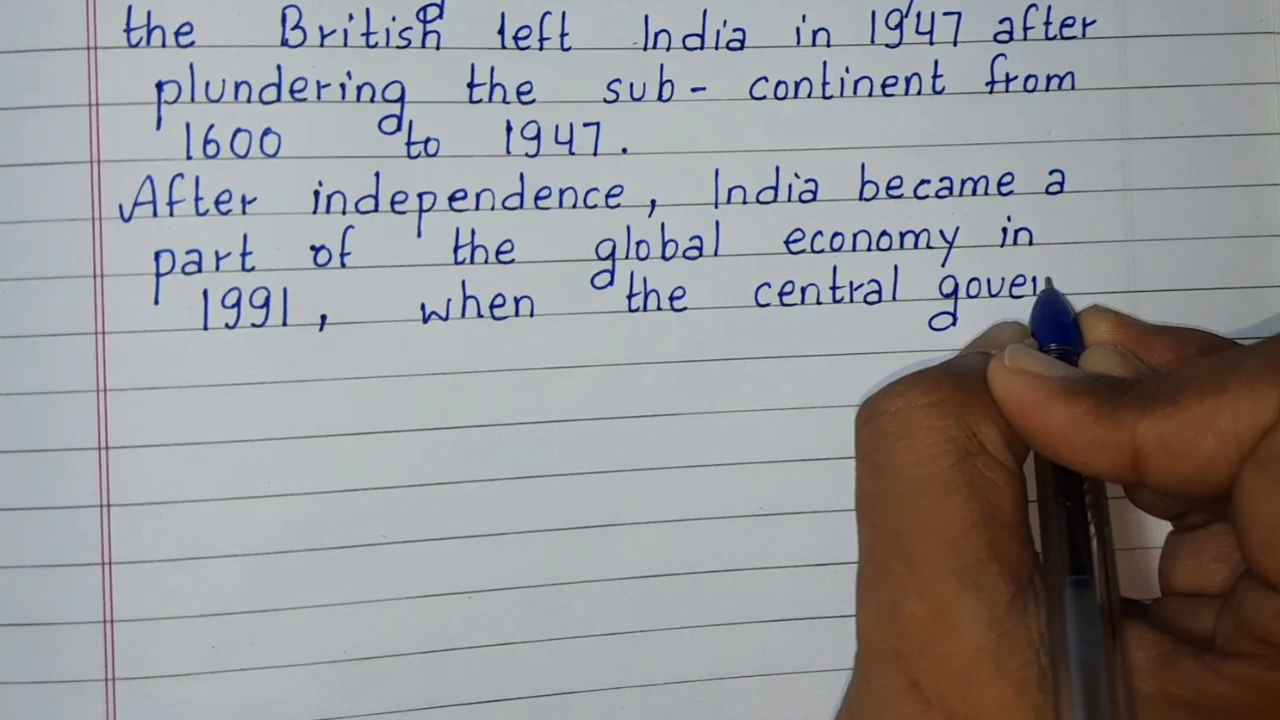 the British left India in 1947 after
plundering the sub-continent from
1600 to 1947.
After independence, India became a
part of the global economy in
1991, when the central gover